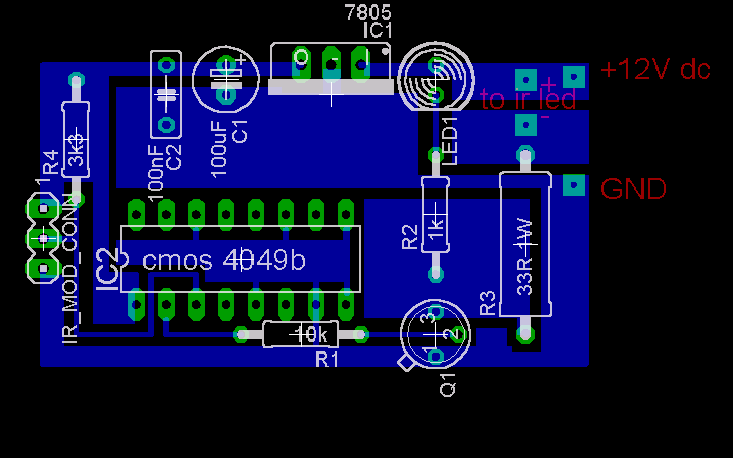 7805
IC1
+12V dc
O - I
+
to ir led
-
GND
100nF
C2
100uF
C1
+
LED1
3k3
R4
1
IR_MOD_CONN
IC2
cmos 4049b
R2
1k
R3
33R 1W
10k
R1
3
1 2
Q1